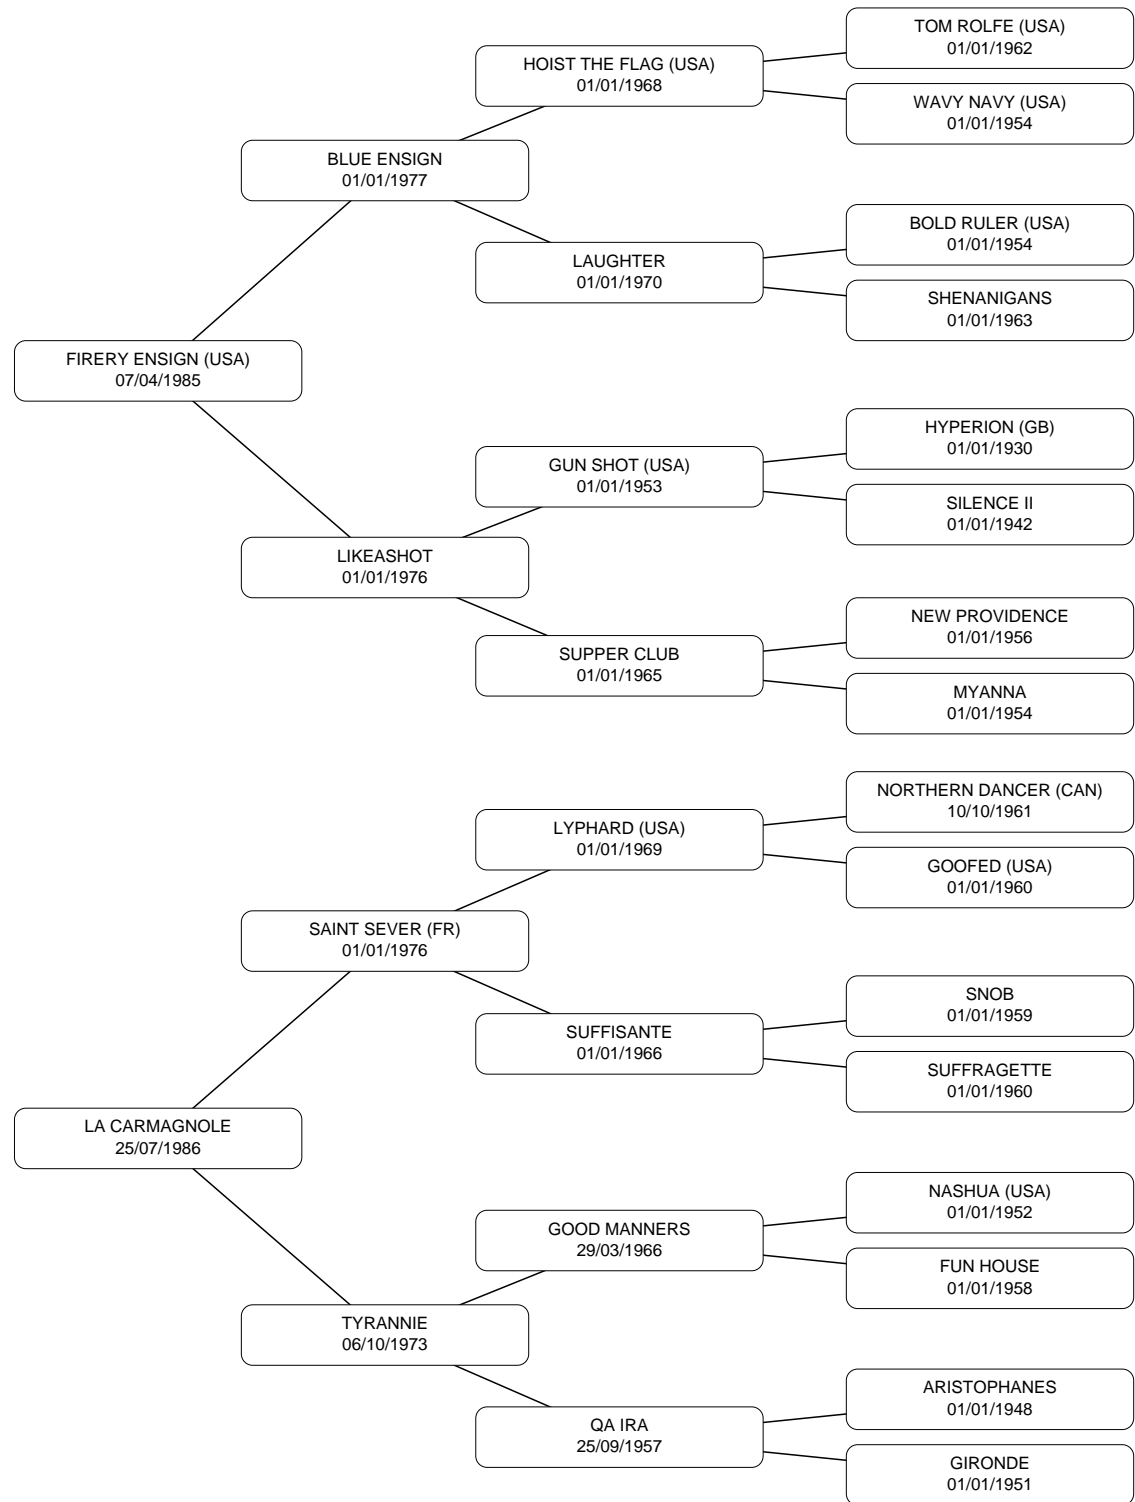 TOM ROLFE (USA)
01/01/1962
HOIST THE FLAG (USA)
01/01/1968
WAVY NAVY (USA)
01/01/1954
BLUE ENSIGN
01/01/1977
BOLD RULER (USA)
01/01/1954
LAUGHTER
01/01/1970
SHENANIGANS
01/01/1963
FIRERY ENSIGN (USA)
07/04/1985
HYPERION (GB)
01/01/1930
GUN SHOT (USA)
01/01/1953
SILENCE II
01/01/1942
LIKEASHOT
01/01/1976
NEW PROVIDENCE
01/01/1956
SUPPER CLUB
01/01/1965
MYANNA
01/01/1954
NORTHERN DANCER (CAN)
10/10/1961
LYPHARD (USA)
01/01/1969
GOOFED (USA)
01/01/1960
SAINT SEVER (FR)
01/01/1976
SNOB
01/01/1959
SUFFISANTE
01/01/1966
SUFFRAGETTE
01/01/1960
LA CARMAGNOLE
25/07/1986
NASHUA (USA)
01/01/1952
GOOD MANNERS
29/03/1966
FUN HOUSE
01/01/1958
TYRANNIE
06/10/1973
ARISTOPHANES
01/01/1948
QA IRA
25/09/1957
GIRONDE
01/01/1951